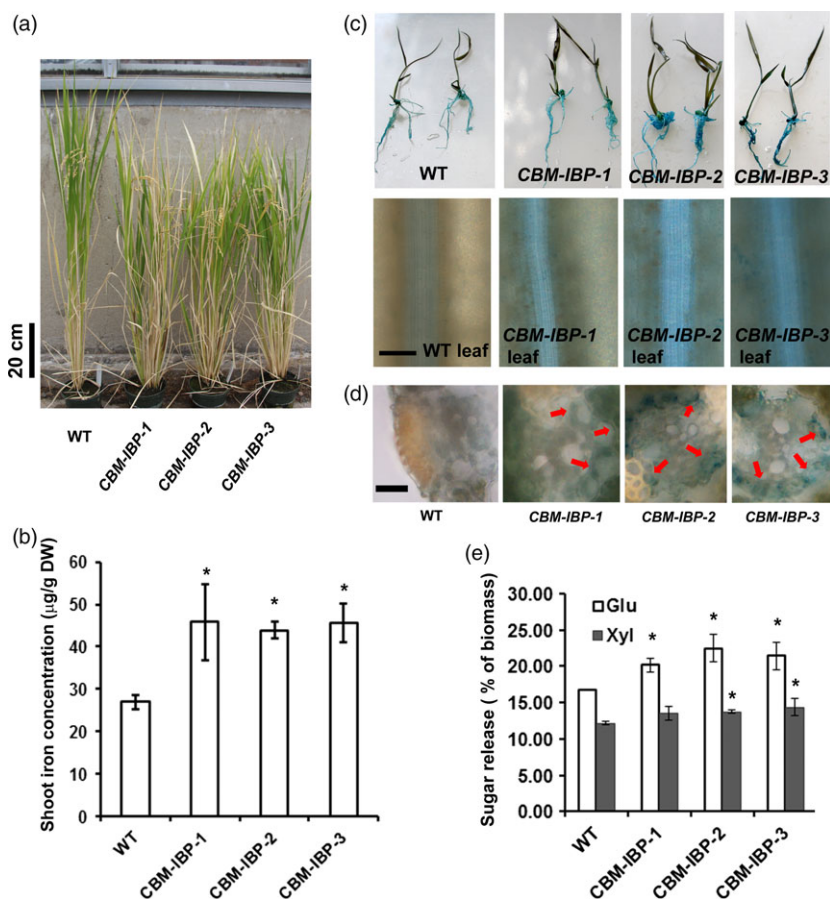 (a)
20 cm
WT
CBM-IBP-1
CBM-IBP-2
CBM-IBP-3
(b)
Shoot iron concentration (µg/g DW)
60
50
40
30
20
10
0
*
*
*
WT
CBM-IBP-1
CBM-IBP-2
CBM-IBP-3
(c)
WT
CBM-IBP-1
CBM-IBP-2
CBM-IBP-3
WT leaf
CBM-IBP-1
leaf
CBM-IBP-2
leaf
CBM-IBP-3
leaf
(d)
WT
CBM-IBP-1
CBM-IBP-2
CBM-IBP-3
(e)
Sugar release ( % of biomass)
30.00
25.00
20.00
15.00
10.00
5.00
0.00
Glu
Xyl
*
*
*
*
*
WT
CBM-IBP-1
CBM-IBP-2
CBM-IBP-3